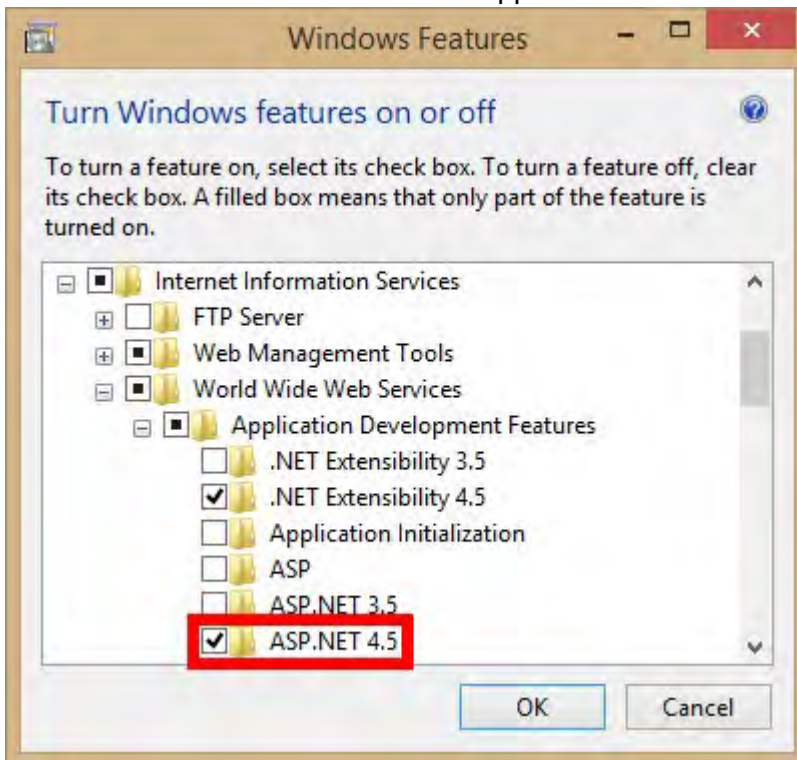 Windows Features
Turn Windows features on or off
To turn a feature on, select its check box. To turn a feature off, clear
its check box. A filled box means that only part of the feature is
turned on.
Internet Information Services
FTP Server
Web Management Tools
World Wide Web Services
Application Development Features
.NET Extensibility 3.5
.NET Extensibility 4.5
Application Initialization
ASP
ASP.NET 3.5
ASP.NET 4.5
OK Cancel